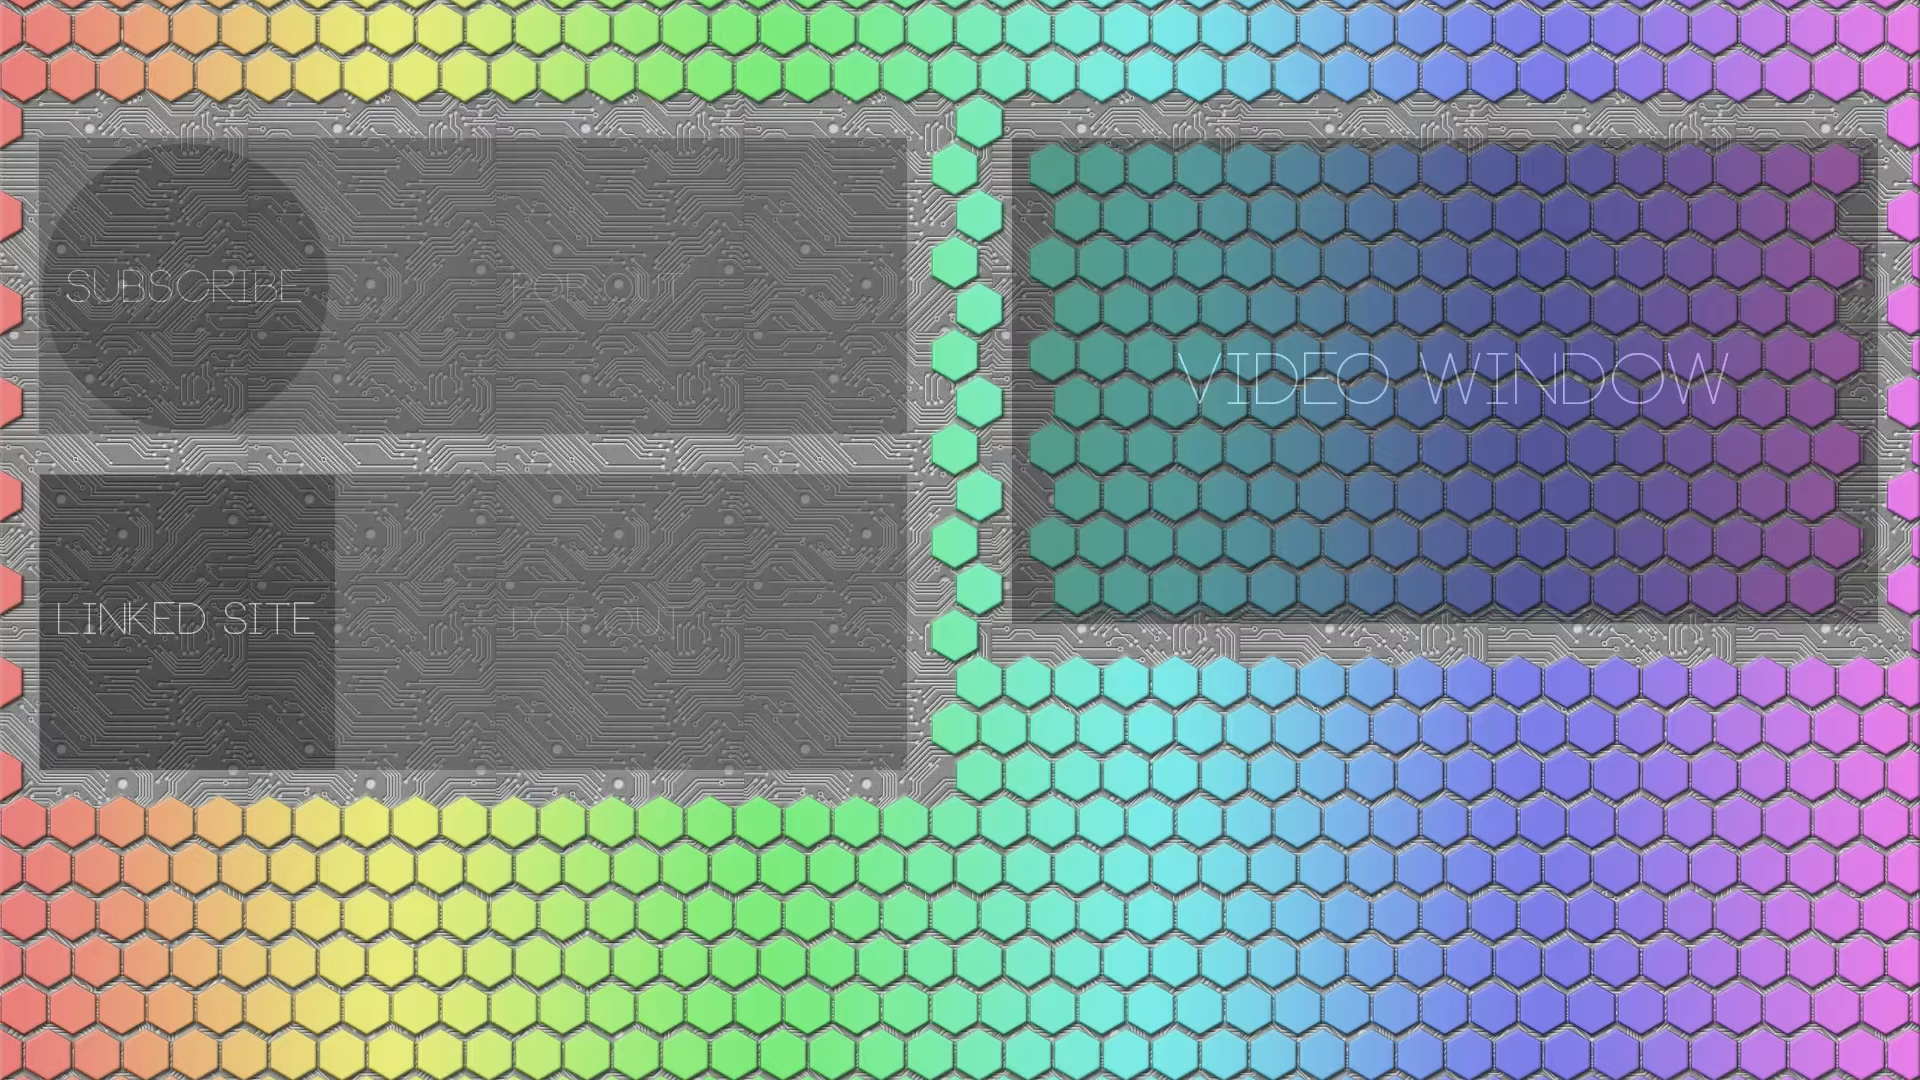 SUBSCRIBE
POP OUT
VIDEO WINDOW
LINKED SITE
POP OUT